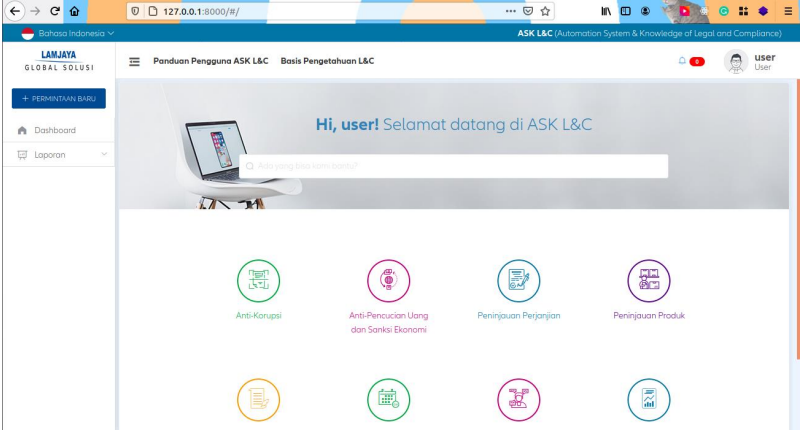 127.0.0.1:8000/#/
Bahasa Indonesia
ASK L&C (Automation System & Knowledge of Legal and Compliance)
LAMJAYA
GLOBAL SOLUSI
Panduan Pengguna ASK L&C Basis Pengetahuan L&C
0
user
User
+ PERMINTAAN BARU
Dashboard
Laporan
Hi, user! Selamat datang di ASK L&C
Ada yang bisa kami bantu?
Anti-Korupsi
Anti-Pencucian Uang
dan Sanksi Ekonomi
Peninjauan Perjanjian
Peninjauan Produk